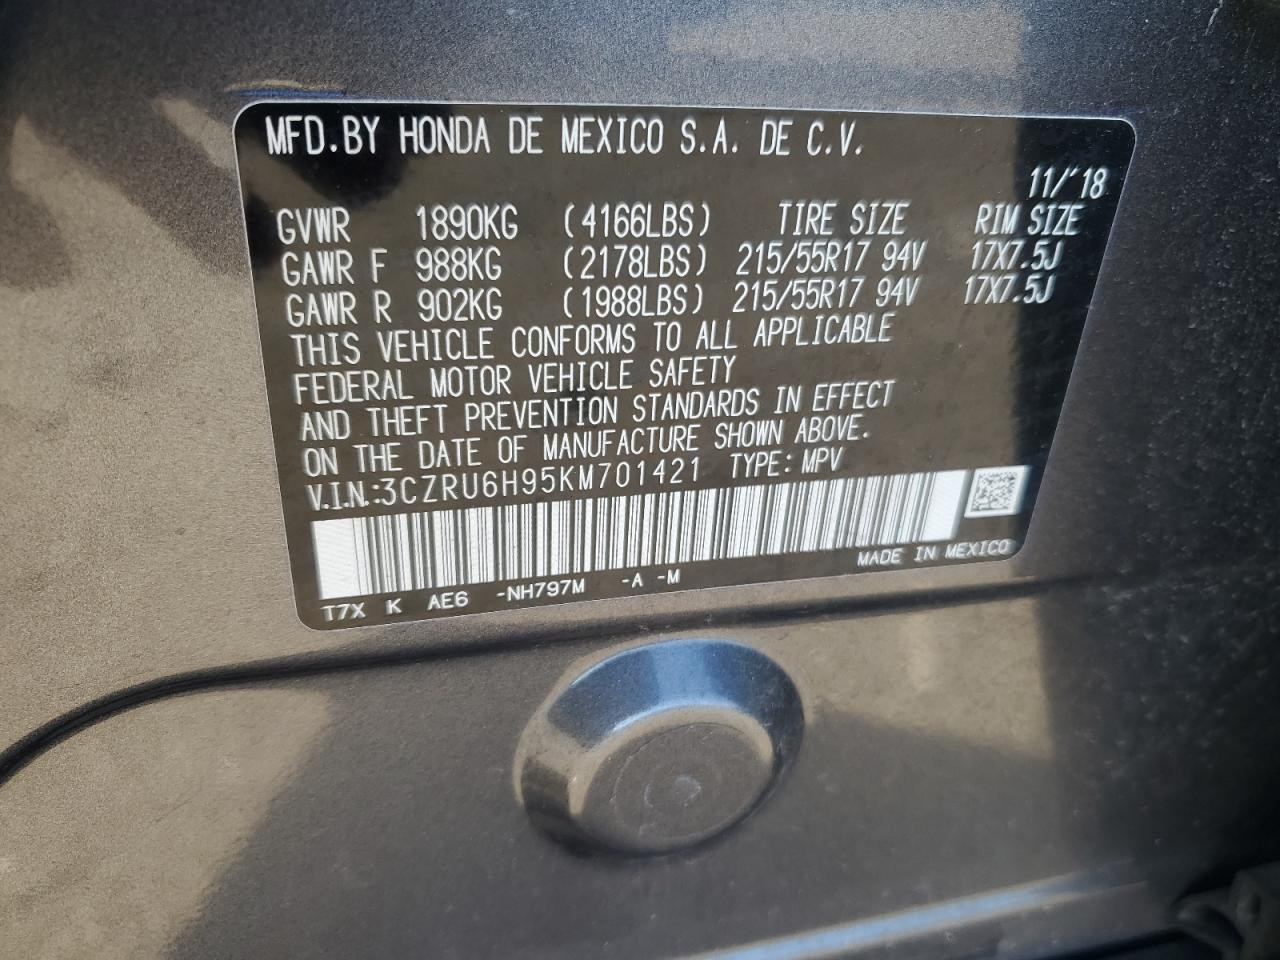 MFD.BY HONDA DE MEXICO S.A. DE C.V.
11/'18
GVWR 1890KG (4166LBS) TIRE SIZE RIM SIZE
GAWR F 988KG (2178LBS) 215/55R17 94V 17X7.5J
GAWR R 902KG (1988LBS) 215/55R17 94V 17X7.5J
THIS VEHICLE CONFORMS TO ALL APPLICABLE
FEDERAL MOTOR VEHICLE SAFETY
AND THEFT PREVENTION STANDARDS IN EFFECT
ON THE DATE OF MANUFACTURE SHOWN ABOVE.
V.I.N.:3CZRU6H95KM701421 TYPE: MPV
MADE IN MEXICO
T7X K AE6 -NH797M -A -M